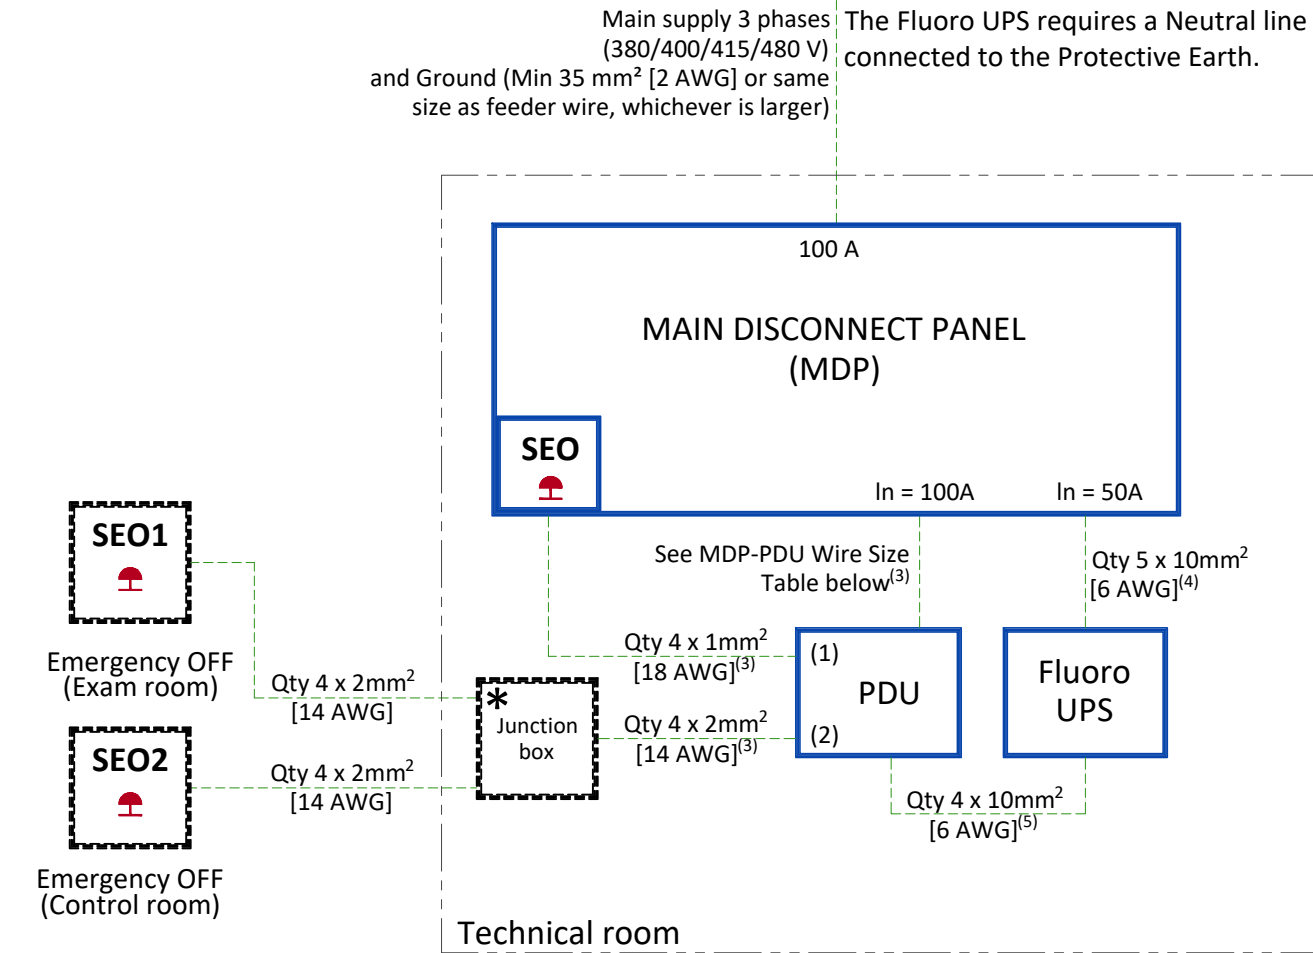 Main supply 3 phases
(380/400/415/480 V)
and Ground (Min 35 mm² [2 AWG] or same
size as feeder wire, whichever is larger)
The Fluoro UPS requires a Neutral line
connected to the Protective Earth.
100 A
MAIN DISCONNECT PANEL
(MDP)
SEO
In = 100A
In = 50A
See MDP-PDU Wire Size
Table below(3)
Qty 5 x 10mm²
[6 AWG](4)
SEO1
Emergency OFF
(Exam room)
Qty 4 x 2mm²
[14 AWG]
Qty 4 x 1mm²
[18 AWG](3)
(1)
PDU
(2)
Fluoro
UPS
*
Junction
box
Qty 4 x 2mm²
[14 AWG](3)
SEO2
Emergency OFF
(Control room)
Qty 4 x 2mm²
[14 AWG]
Qty 4 x 10mm²
[6 AWG](5)
Technical room